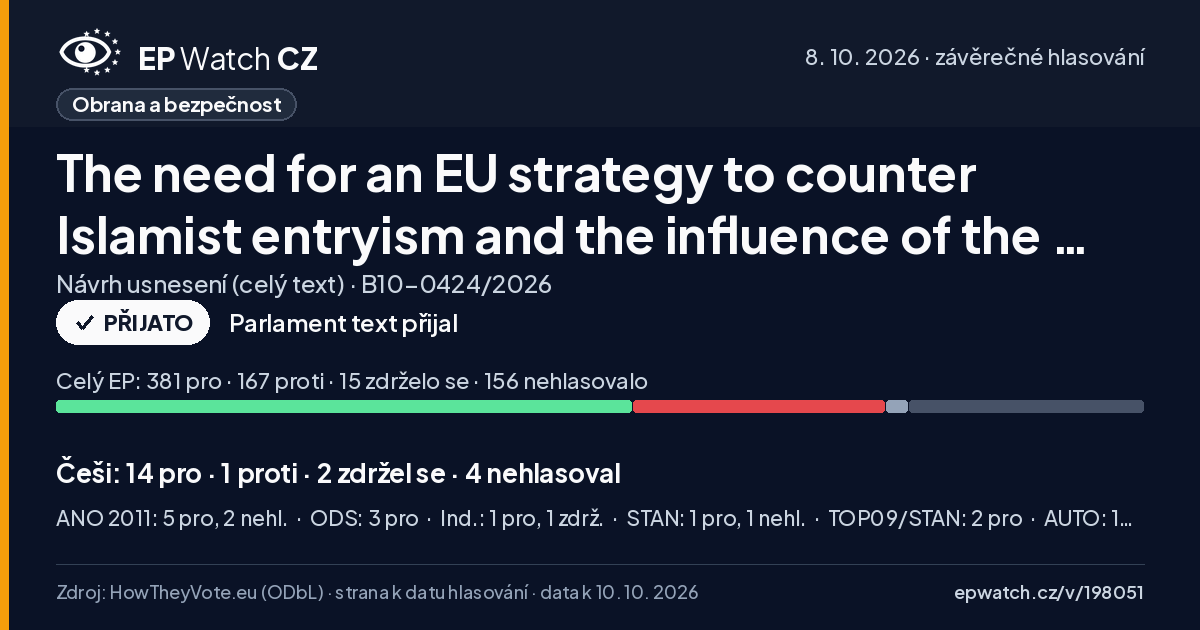 EP Watch CZ
8. 10. 2026 · závěrečné hlasování
Obrana a bezpečnost
The need for an EU strategy to counter
Islamist entryism and the influence of the …
Návrh usnesení (celý text) · B10-0424/2026
✓ PŘIJATO
Parlament text přijal
Celý EP: 381 pro · 167 proti · 15 zdrželo se · 156 nehlasovalo
Češi: 14 pro · 1 proti · 2 zdržel se · 4 nehlasoval
ANO 2011: 5 pro, 2 nehl. · ODS: 3 pro · Ind.: 1 pro, 1 zdrž. · STAN: 1 pro, 1 nehl. · TOP09/STAN: 2 pro · AUTO: 1…
Zdroj: HowTheyVote.eu (ODbL) · strana k datu hlasování · data k 10. 10. 2026
epwatch.cz/v/198051